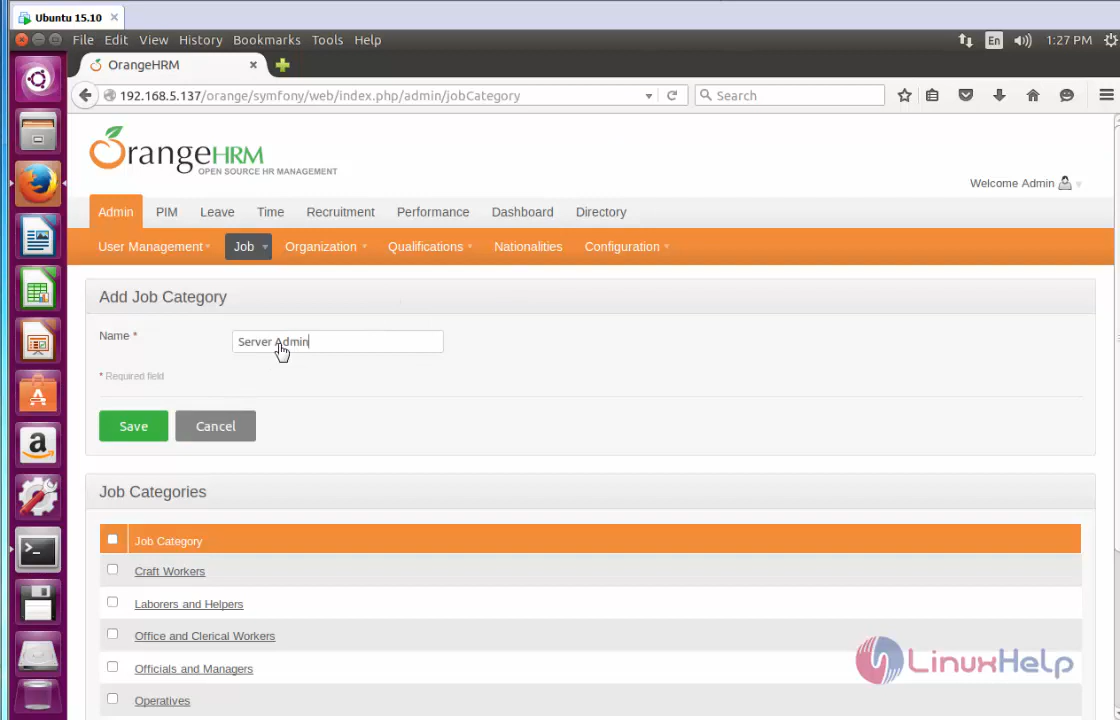 Ubuntu 15.10
File Edit View History Bookmarks Tools Help
En 1:27 PM
OrangeHRM
192.168.5.137/orange/symfony/web/index.php/admin/jobCategory
Search
OrangeHRM
OPEN SOURCE HR MANAGEMENT
Welcome Admin
Admin PIM Leave Time Recruitment Performance Dashboard Directory
User Management Job Organization Qualifications Nationalities Configuration
Add Job Category
Name * Server Admin
* Required field
Save Cancel
Job Categories
Job Category
Craft Workers
Laborers and Helpers
Office and Clerical Workers
Officials and Managers
Operatives
LinuxHelp